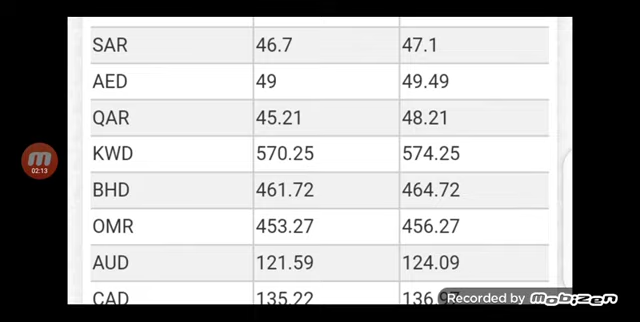 SAR 46.7 47.1
AED 49 49.49
QAR 45.21 48.21
KWD 570.25 574.25
BHD 461.72 464.72
OMR 453.27 456.27
AUD 121.59 124.09
CAD 135.22
02:13
Recorded by mobizen